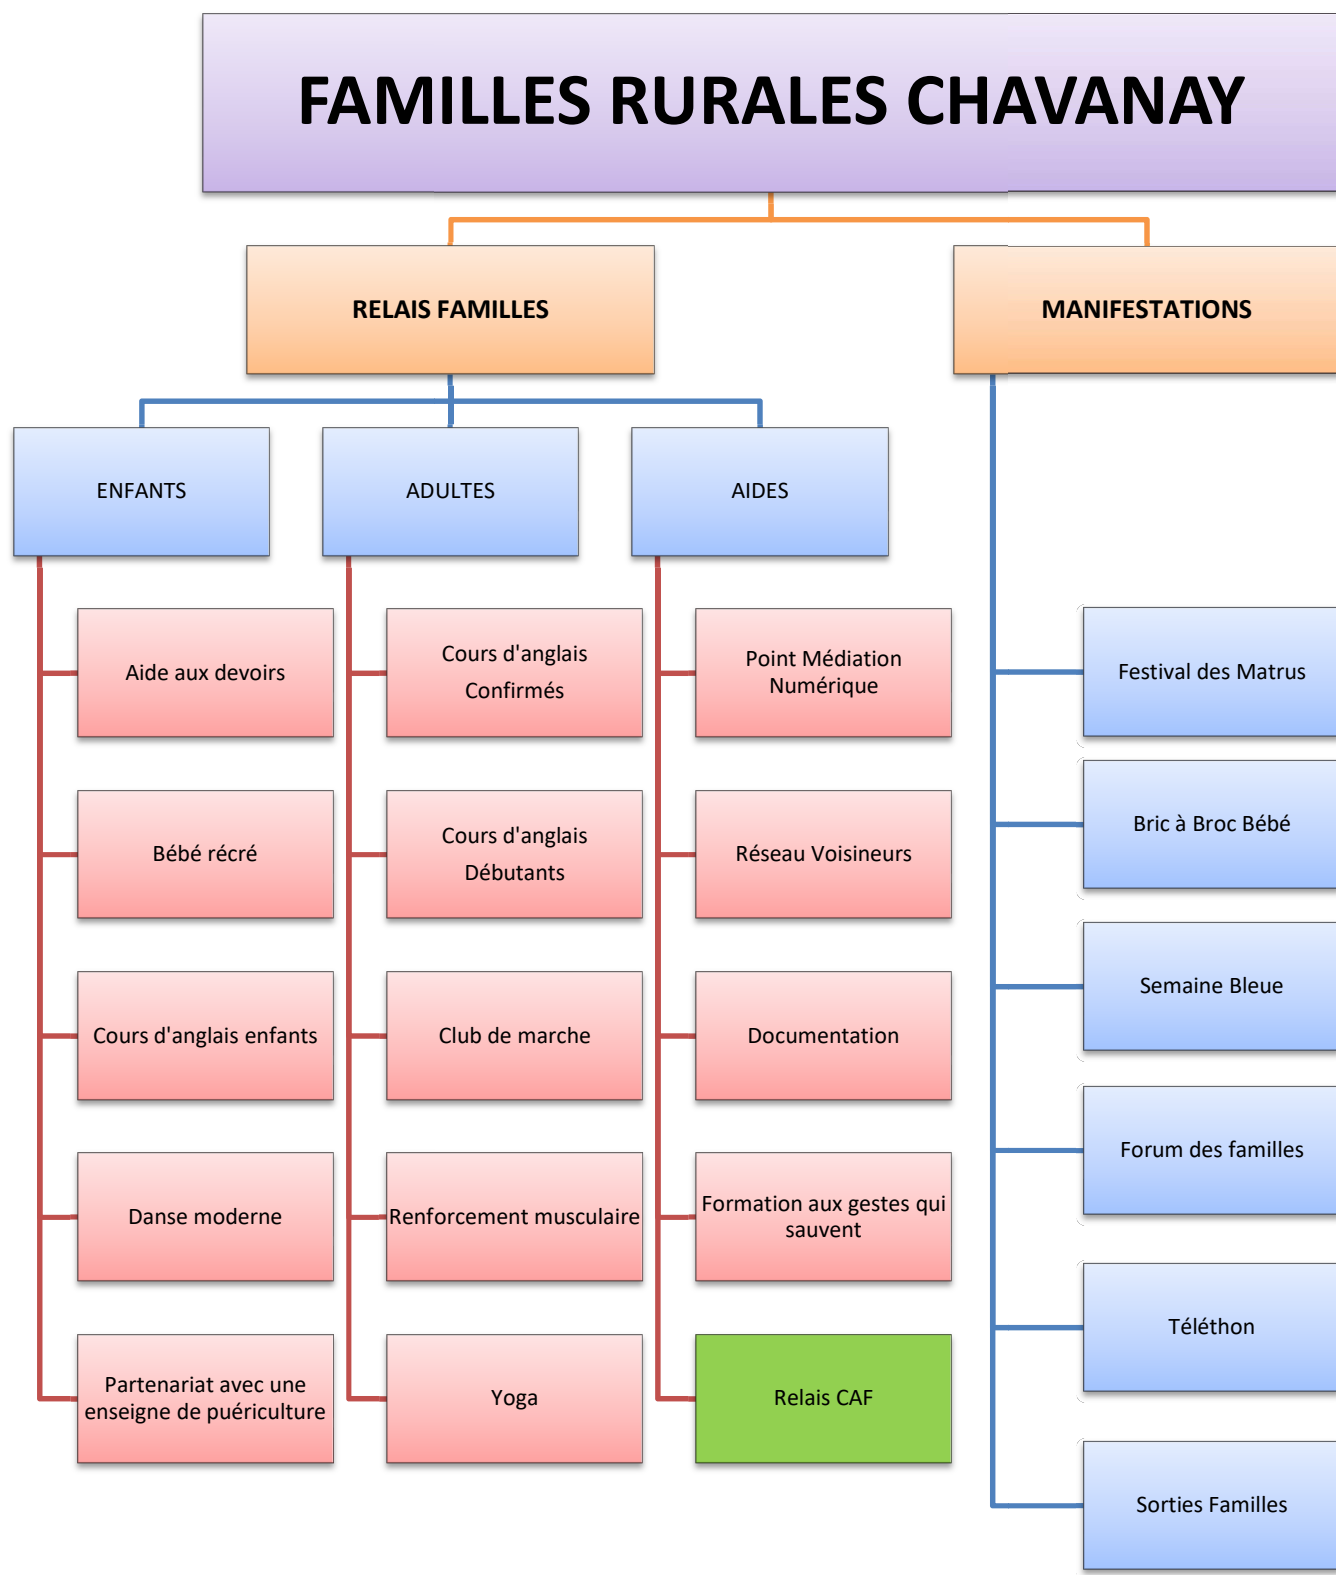 FAMILLES RURALES CHAVANAY
RELAIS FAMILLES
MANIFESTATIONS
ENFANTS
ADULTES
AIDES
Aide aux devoirs
Bébé récré
Cours d'anglais enfants
Danse moderne
Partenariat avec une
enseigne de puériculture
Cours d'anglais
Confirmés
Cours d'anglais
Débutants
Club de marche
Renforcement musculaire
Yoga
Point Médiation
Numérique
Réseau Voisineurs
Documentation
Formation aux gestes qui
sauvent
Relais CAF
Festival des Matrus
Bric à Broc Bébé
Semaine Bleue
Forum des familles
Téléthon
Sorties Familles